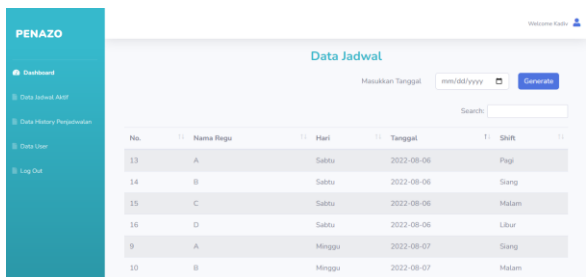 Welcome Kadiv
PENAZO
Data Jadwal
Masukkan Tanggal mm/dd/yyyy Generate
Search:
Dashboard
Data Jadwal Aktif
Data History Penjadwalan
Data User
Log Out
No. Nama Regu Hari Tanggal Shift
13 A Sabtu 2022-08-06 Pagi
14 B Sabtu 2022-08-06 Siang
15 C Sabtu 2022-08-06 Malam
16 D Sabtu 2022-08-06 Libur
9 A Minggu 2022-08-07 Siang
10 B Minggu 2022-08-07 Malam